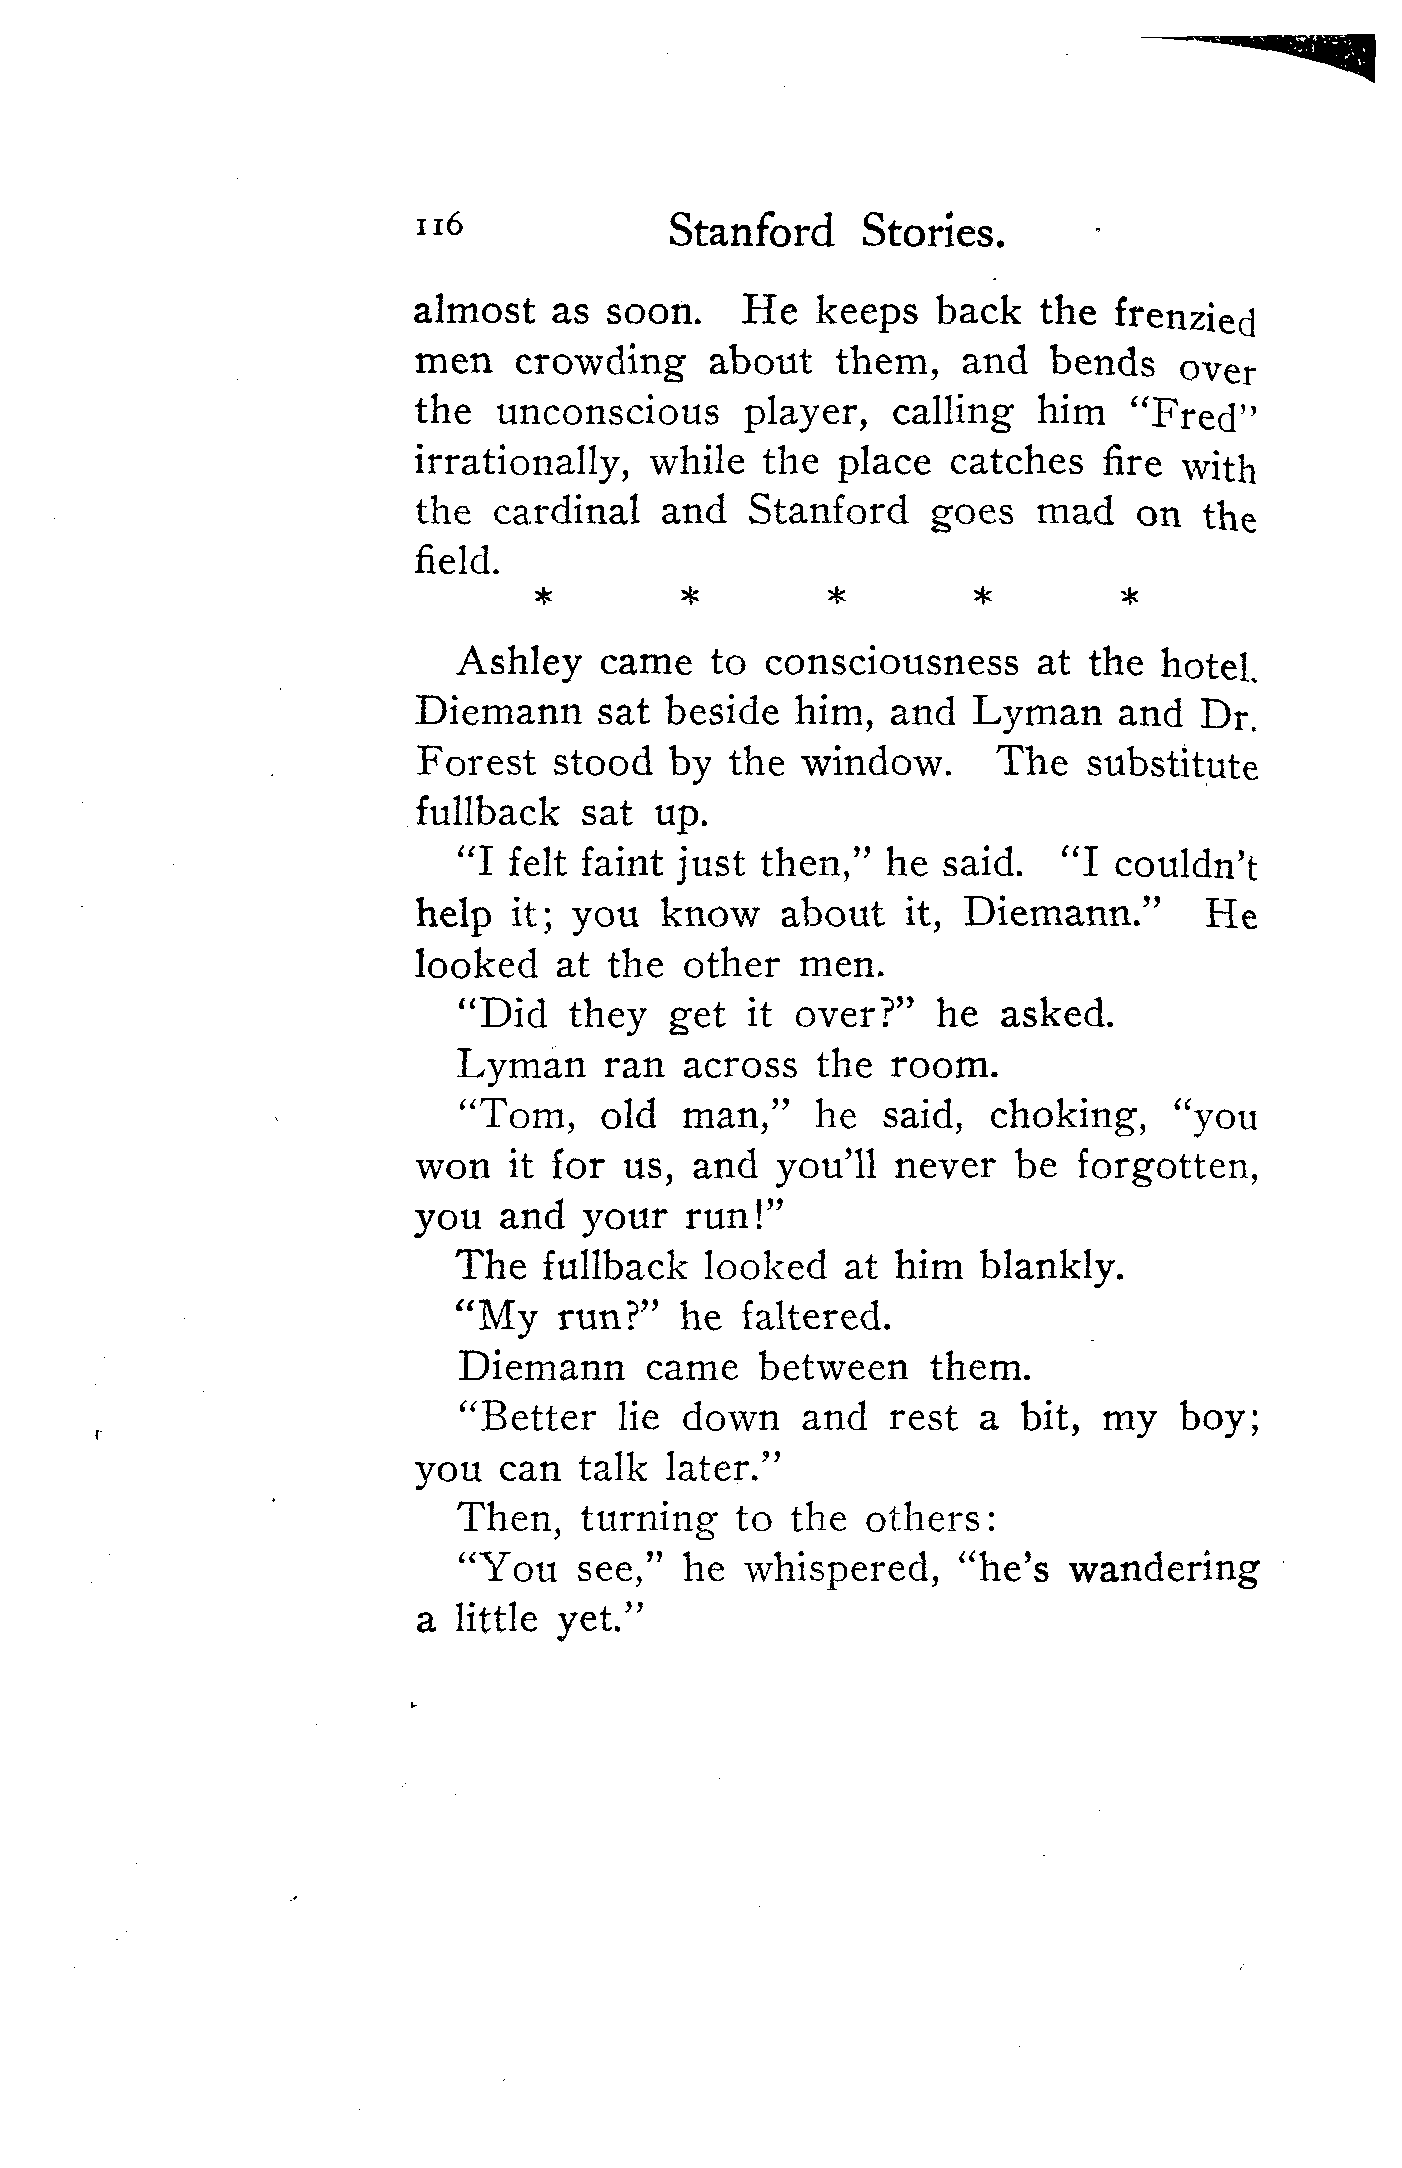 116 Stanford Stories.
almost as soon. He keeps back the frenzied
men crowding about them, and bends over
the unconscious player, calling him “Fred”
irrationally, while the place catches fire with
the cardinal and Stanford goes mad on the
field.
* * * * *
Ashley came to consciousness at the hotel.
Diemann sat beside him, and Lyman and Dr.
Forest stood by the window. The substitute
fullback sat up.
“I felt faint just then,” he said. “I couldn’t
help it; you know about it, Diemann.” He
looked at the other men.
“Did they get it over?” he asked.
Lyman ran across the room.
“Tom, old man,” he said, choking, “you
won it for us, and you’ll never be forgotten,
you and your run!”
The fullback looked at him blankly.
“My run?” he faltered.
Diemann came between them.
“Better lie down and rest a bit, my boy;
you can talk later.”
Then, turning to the others:
“You see,” he whispered, “he’s wandering
a little yet.”